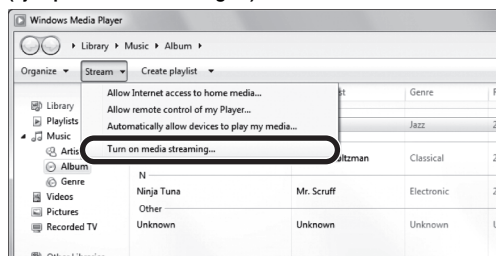 Windows Media Player
Library ▸ Music ▸ Album ▸
Organize Stream Create playlist
Allow Internet access to home media...
Genre
Allow remote control of my Player...
Library
Playlists
Automatically allow devices to play my media...
Jazz
Music
Turn on media streaming...
Classical
Album
N
Genre
Ninja Tuna Mr. Scruff Electronic
Videos
Other
Pictures
Unknown Unknown Unknown
Recorded TV